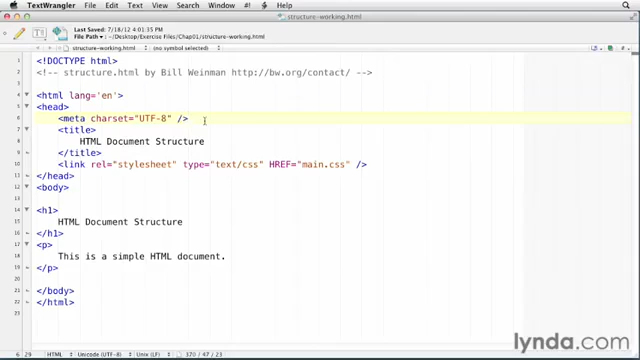 TextWrangler File Edit Text View Search Window Help
structure-working.html
Last Saved: 7/18/12 4:01:35 PM
File Path: ~/Desktop/Exercise Files/Chap01/structure-working.html
structure-working.html (no symbol selected)
1 <!DOCTYPE html>
2 <!-- structure.html by Bill Weinman http://bw.org/contact/ -->
3
4 <html lang='en'>
5 <head>
6 <meta charset="UTF-8" />
7 <title>
8 HTML Document Structure
9 </title>
10 <link rel="stylesheet" type="text/css" HREF="main.css" />
11 </head>
12 <body>
13
14 <h1>
15 HTML Document Structure
16 </h1>
17 <p>
18 This is a simple HTML document.
19 </p>
20
21 </body>
22 </html>
23
6 29 HTML Unicode (UTF-8) Unix (LF) 370 / 47 / 23
lynda.com